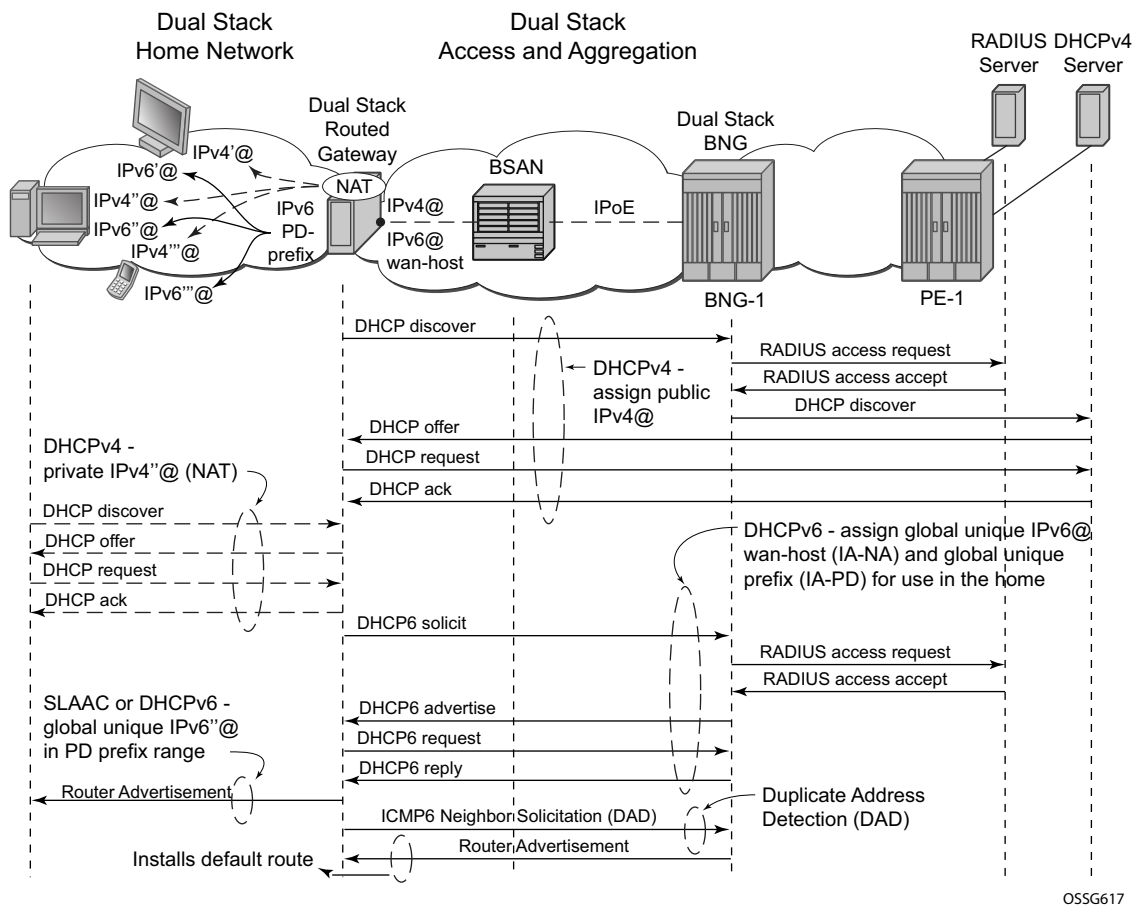 Dual Stack
Home Network
Dual Stack
Access and Aggregation
RADIUS
Server
DHCPv4
Server
Dual Stack
Routed
Gateway
Dual Stack
BNG
BSAN
IPv4'@
IPv6'@
IPv4''@
IPv6''@
IPv4'''@
IPv6'''@
NAT
IPv6
PD-
prefix
IPv4@
IPv6@
wan-host
IPoE
BNG-1
PE-1
DHCP discover
RADIUS access request
RADIUS access accept
DHCPv4 -
assign public
IPv4@
DHCP discover
DHCP offer
DHCP request
DHCP ack
DHCPv4 -
private IPv4''@ (NAT)
DHCP discover
DHCP offer
DHCP request
DHCP ack
DHCPv6 - assign global unique IPv6@
wan-host (IA-NA) and global unique
prefix (IA-PD) for use in the home
DHCP6 solicit
RADIUS access request
RADIUS access accept
DHCP6 advertise
DHCP6 request
DHCP6 reply
SLAAC or DHCPv6 -
global unique IPv6''@
in PD prefix range
Router Advertisement
ICMP6 Neighbor Solicitation (DAD)
Duplicate Address
Detection (DAD)
Router Advertisement
Installs default route
OSSG617